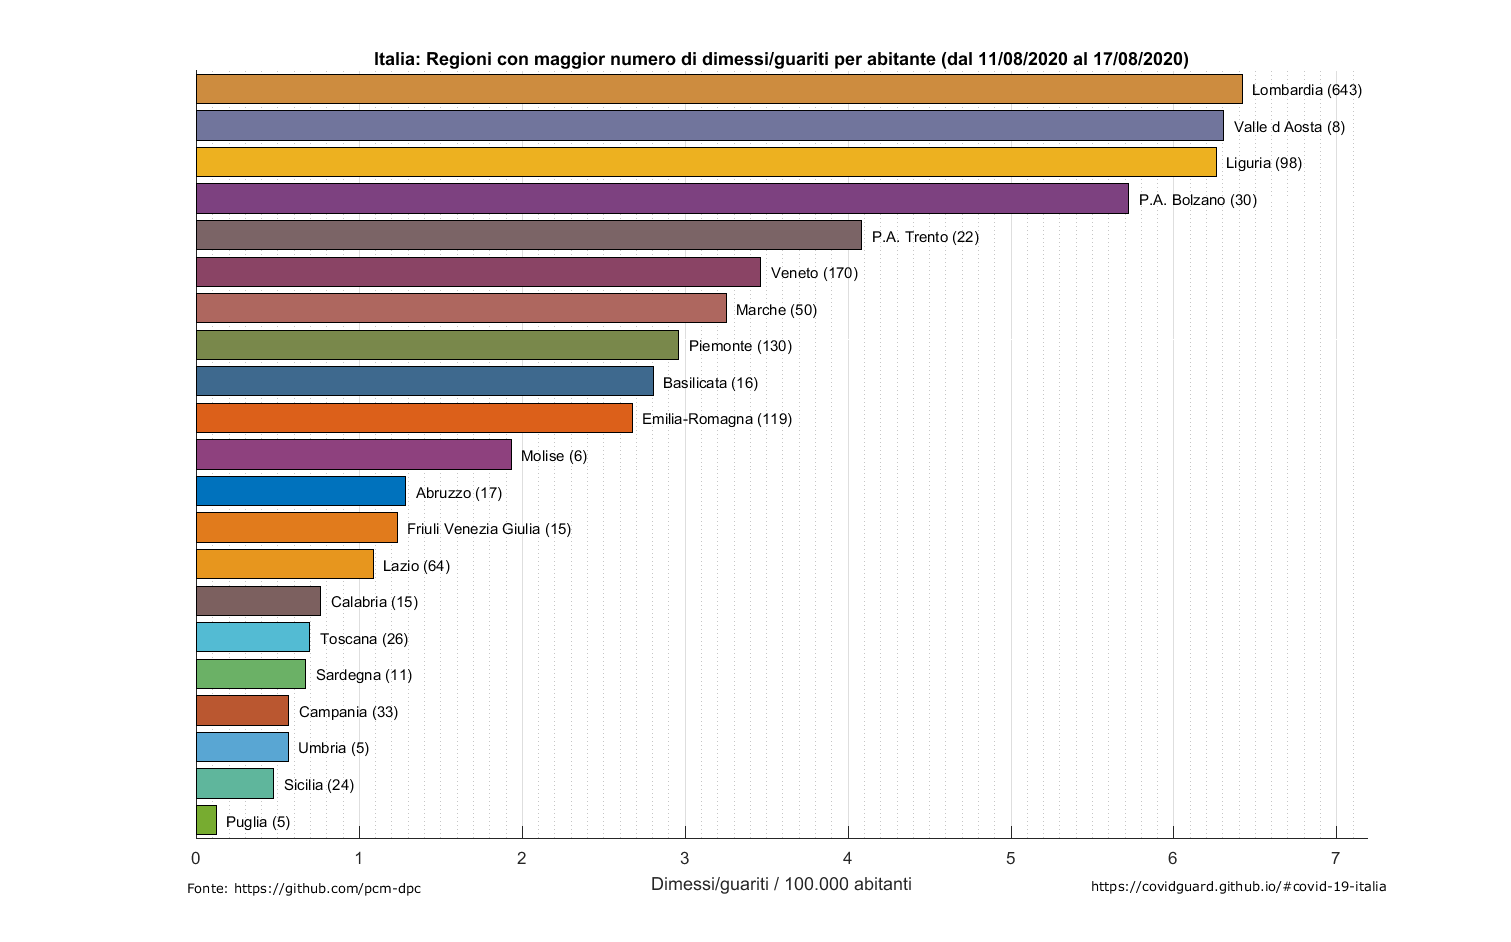 Italia: Regioni con maggior numero di dimessi/guariti per abitante (dal 11/08/2020 al 17/08/2020)
Lombardia (643)
Valle d Aosta (8)
Liguria (98)
P.A. Bolzano (30)
P.A. Trento (22)
Veneto (170)
Marche (50)
Piemonte (130)
Basilicata (16)
Emilia-Romagna (119)
Molise (6)
Abruzzo (17)
Friuli Venezia Giulia (15)
Lazio (64)
Calabria (15)
Toscana (26)
Sardegna (11)
Campania (33)
Umbria (5)
Sicilia (24)
Puglia (5)
0 1 2 3 4 5 6 7
Dimessi/guariti / 100.000 abitanti
Fonte: https://github.com/pcm-dpc
https://covidguard.github.io/#covid-19-italia